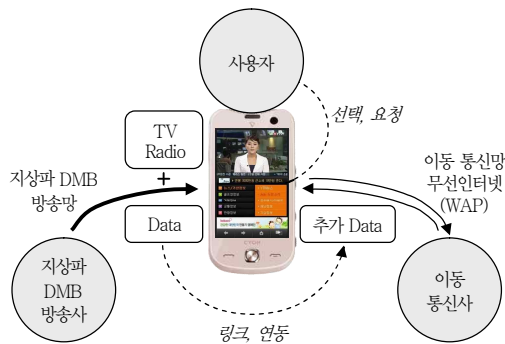 사용자
선택, 요청
TV
Radio
+
지상파 DMB
방송망
Data
추가 Data
이동 통신망
무선인터넷
(WAP)
지상파
DMB
방송사
이동
통신사
링크, 연동